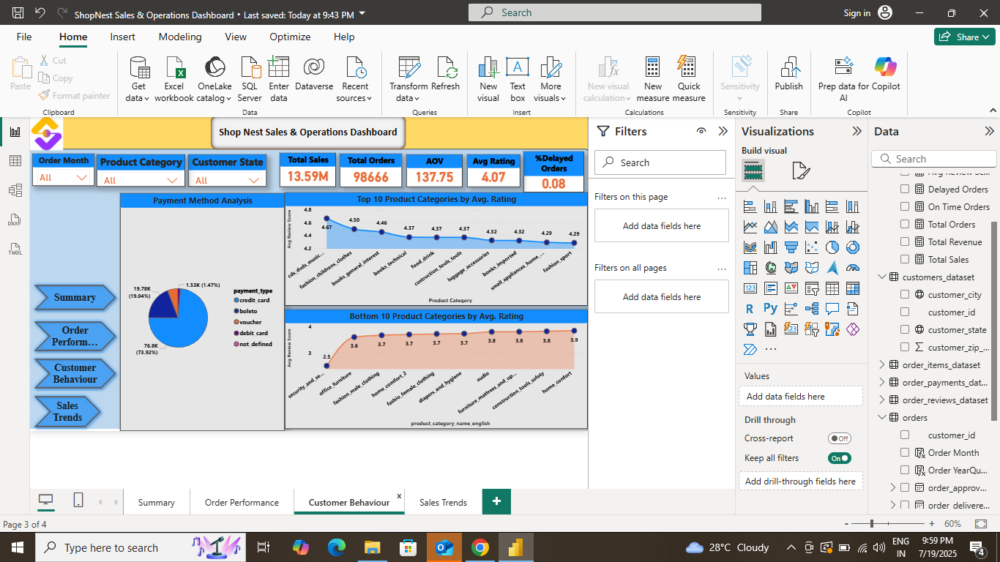 ShopNest Sales & Operations Dashboard • Last saved: Today at 9:43 PM
Search
Sign in
File
Home
Insert
Modeling
View
Optimize
Help
Share
Paste
Cut
Copy
Format painter
Clipboard
Get data
Excel workbook
OneLake catalog
SQL Server
Enter data
Dataverse
Recent sources
Data
Transform data
Refresh
Queries
New visual
Text box
More visuals
Insert
New visual calculation
New measure
Quick measure
Calculations
Sensitivity
Sensitivity
Publish
Share
Prep data for AI
Copilot
Copilot
Shop Nest Sales & Operations Dashboard
Order Month
All
Product Category
All
Customer State
All
Total Sales
13.59M
Total Orders
98666
AOV
137.75
Avg Rating
4.07
%Delayed Orders
0.08
Summary
Order Perform...
Customer Behaviour
Sales Trends
Payment Method Analysis
1.53K (1.47%)
19.78K (19.04%)
76.8K (73.92%)
payment_type
credit_card
boleto
voucher
debit_card
not_defined
Top 10 Product Categories by Avg. Rating
Avg Review Score
4.8
4.6
4.4
4.2
4.67
4.50
4.46
4.37
4.37
4.37
4.32
4.32
4.29
4.29
cds_dvds_music...
fashion_childrens_clothes
books_general_interest
books_technical
food_drink
costruction_tools_tools
luggage_accessories
books_imported
small_appliances_home_...
fashion_sport
Product Category
Bottom 10 Product Categories by Avg. Rating
Avg Review Score
4
3
2.5
3.6
3.7
3.7
3.7
3.7
3.8
3.8
3.8
3.9
security_and_se...
office_furniture
fashion_male_clothing
home_comfort_2
fashio_female_clothing
diapers_and_hygiene
audio
furniture_mattress_and_up...
construction_tools_safety
home_confort
product_category_name_english
Filters
Search
Filters on this page
Add data fields here
Filters on all pages
Add data fields here
Visualizations
Build visual
Values
Add data fields here
Drill through
Cross-report
Off
Keep all filters
On
Add drill-through fields here
Data
Search
Delayed Orders
On Time Orders
Total Orders
Total Revenue
Total Sales
customers_dataset
customer_city
customer_id
customer_state
customer_zip_...
order_items_dataset
order_payments_dat...
order_reviews_dataset
orders
customer_id
Order Month
Order YearQu...
order_approv...
order_delivere...
DAX
TMDL
R
Py
123
Summary
Order Performance
Customer Behaviour
Sales Trends
Page 3 of 4
60%
Type here to search
28°C Cloudy
ENG
IN
9:59 PM
7/19/2025
4